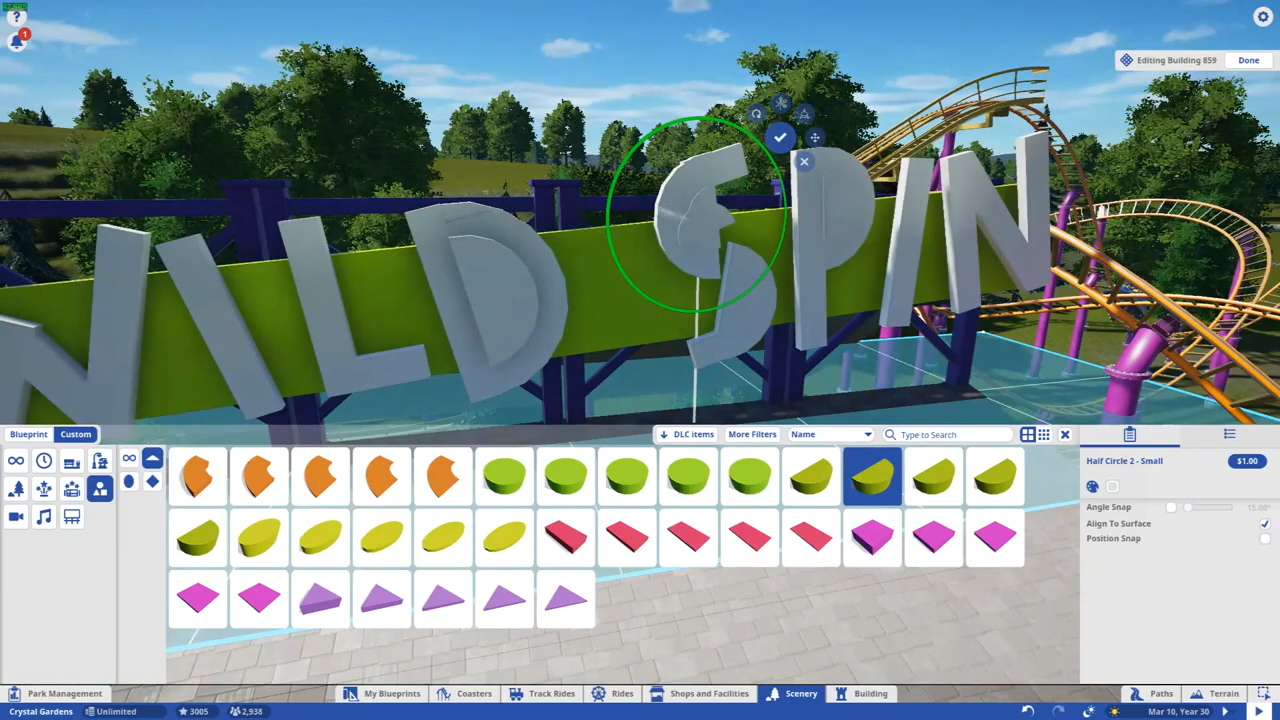 ?
1
Editing Building 859 Done
WILD SPIN
Blueprint Custom
DLC items More Filters Name Type to Search
Half Circle 2 - Small $1.00
Angle Snap 15.00°
Align To Surface
Position Snap
Park Management My Blueprints Coasters Track Rides Rides Shops and Facilities Scenery Building Paths Terrain
Crystal Gardens Unlimited 3005 2,938 Mar 10, Year 30